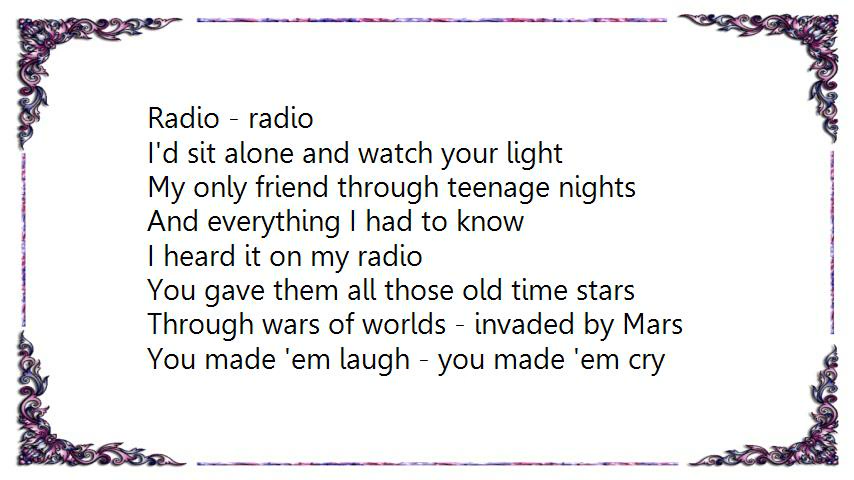 Radio - radio
I'd sit alone and watch your light
My only friend through teenage nights
And everything I had to know
I heard it on my radio
You gave them all those old time stars
Through wars of worlds - invaded by Mars
You made 'em laugh - you made 'em cry